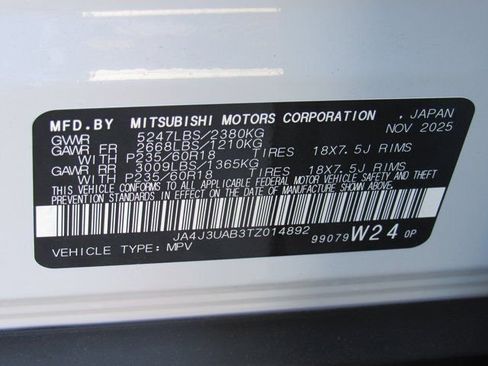 MFD.BY MITSUBISHI MOTORS CORPORATION . JAPAN
GVWR 5247LBS/2380KG NOV 2025
GAWR FR 2668LBS/1210KG
WITH P235/60R18 TIRES 18X7.5J RIMS
GAWR RR 3009LBS/1365KG
WITH P235/60R18 TIRES 18X7.5J RIMS
THIS VEHICLE CONFORMS TO ALL APPLICABLE FEDERAL MOTOR VEHICLE SAFETY AND THEFT
PREVENTION STANDARDS IN EFFECT ON THE DATE OF MANUFACTURE SHOWN ABOVE.
JA4J3UAB3TZ014892
VEHICLE TYPE: MPV 99079 W24 0P